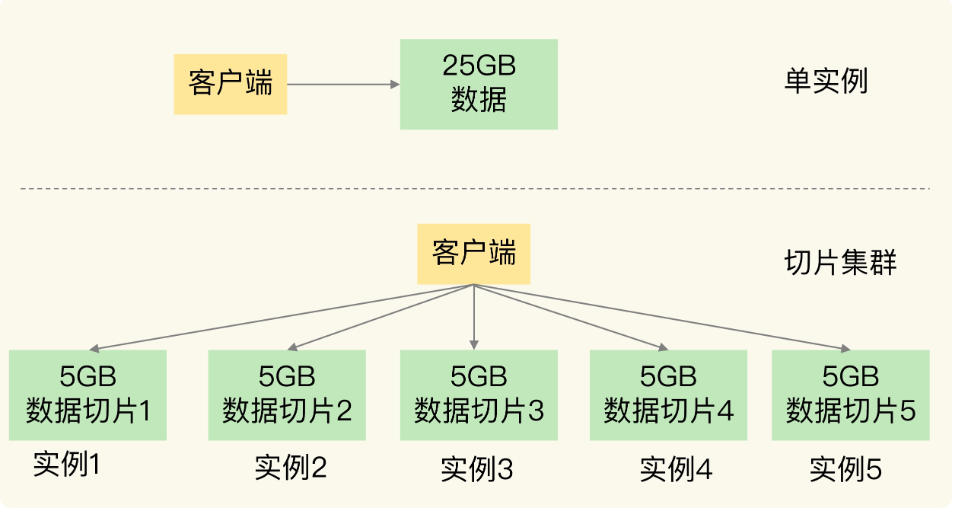 客户端
25GB
数据
单实例
客户端
切片集群
5GB
数据切片1
5GB
数据切片2
5GB
数据切片3
5GB
数据切片4
5GB
数据切片5
实例1
实例2
实例3
实例4
实例5